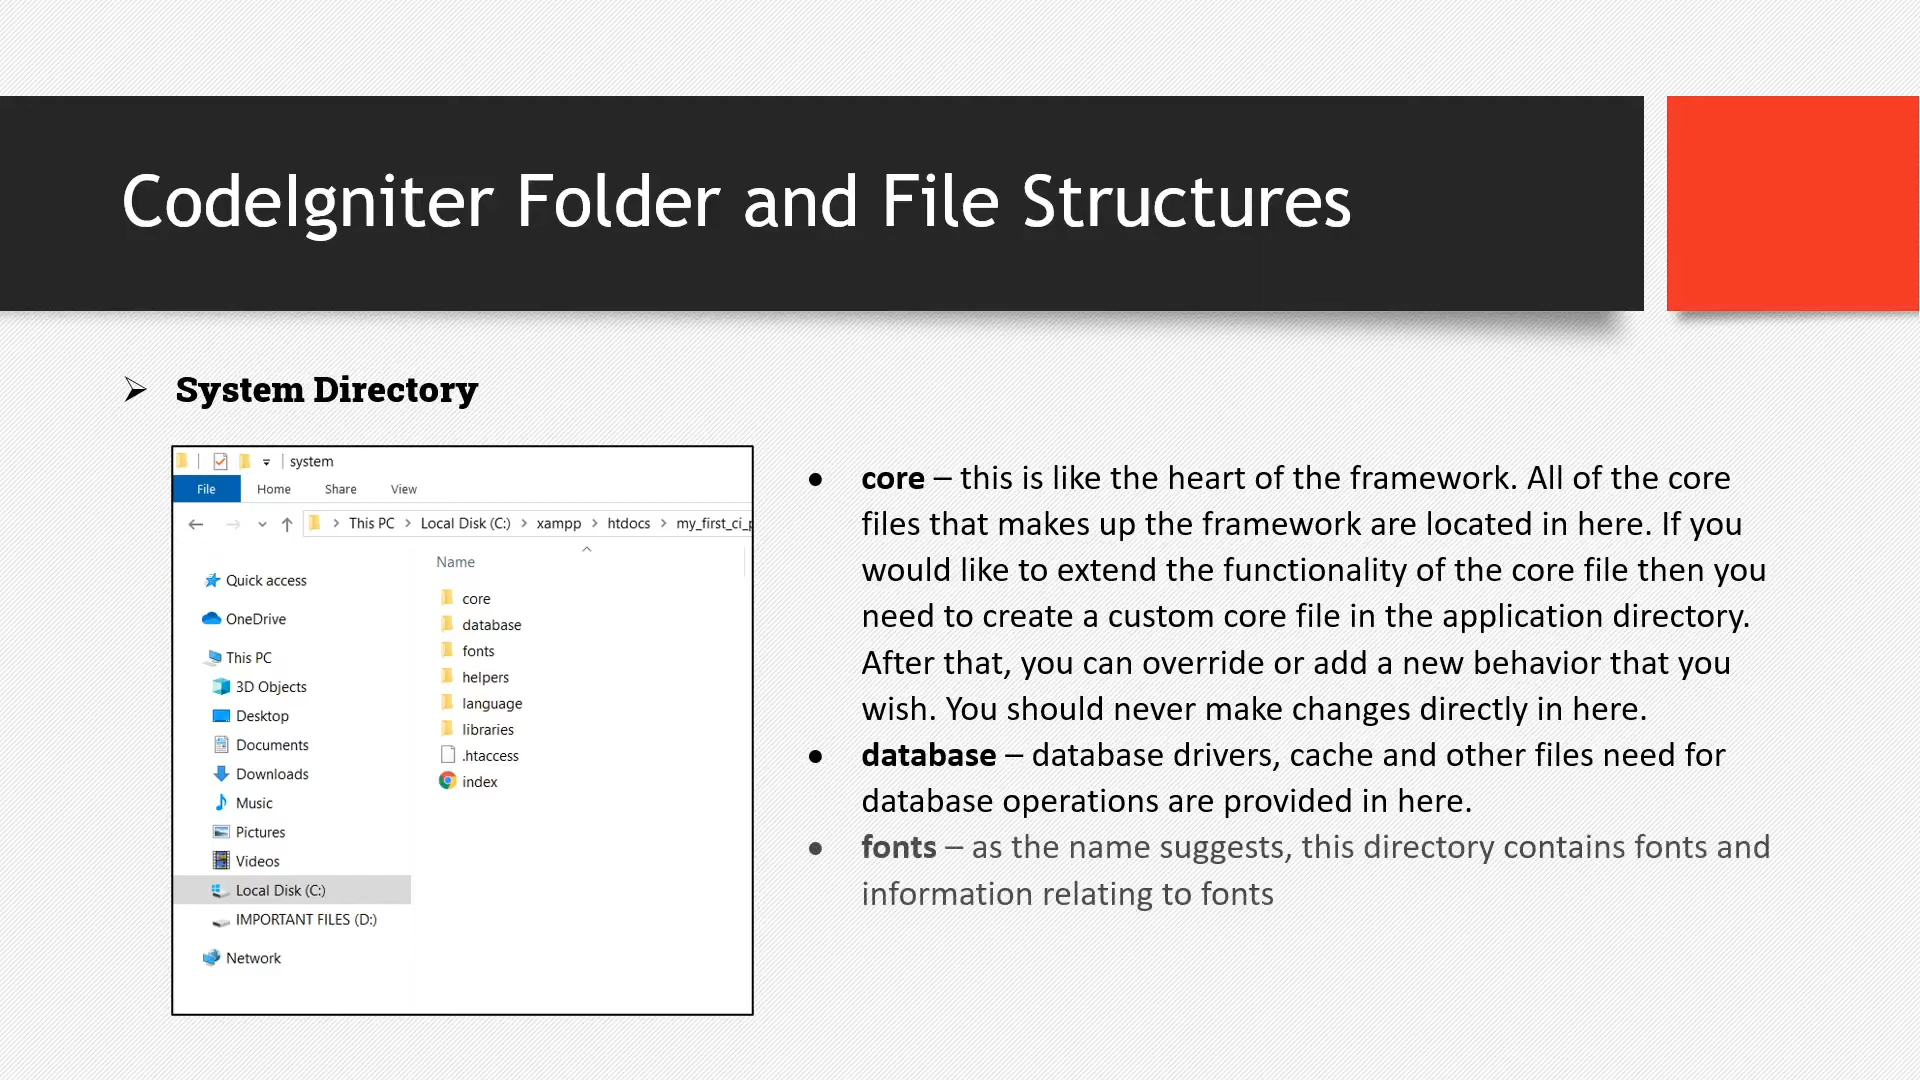 CodeIgniter Folder and File Structures
System Directory
system
File Home Share View
This PC Local Disk (C:) xampp htdocs my_first_ci_
Name
Quick access
OneDrive
This PC
3D Objects
Desktop
Documents
Downloads
Music
Pictures
Videos
Local Disk (C:)
IMPORTANT FILES (D:)
Network
core
database
fonts
helpers
language
libraries
.htaccess
index
● core – this is like the heart of the framework. All of the core
files that makes up the framework are located in here. If you
would like to extend the functionality of the core file then you
need to create a custom core file in the application directory.
After that, you can override or add a new behavior that you
wish. You should never make changes directly in here.
● database – database drivers, cache and other files need for
database operations are provided in here.
● fonts – as the name suggests, this directory contains fonts and
information relating to fonts